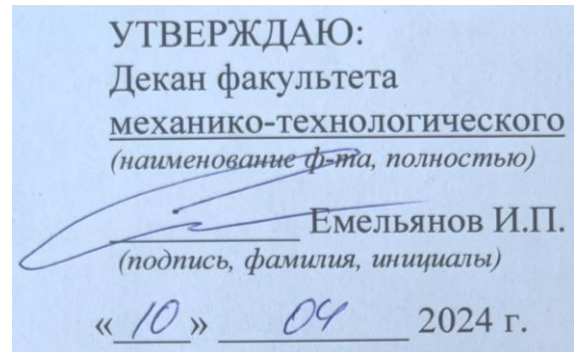 УТВЕРЖДАЮ:
Декан факультета
механико-технологического
(наименование ф-та, полностью)
Емельянов И.П.
(подпись, фамилия, инициалы)
«10» 04 2024 г.